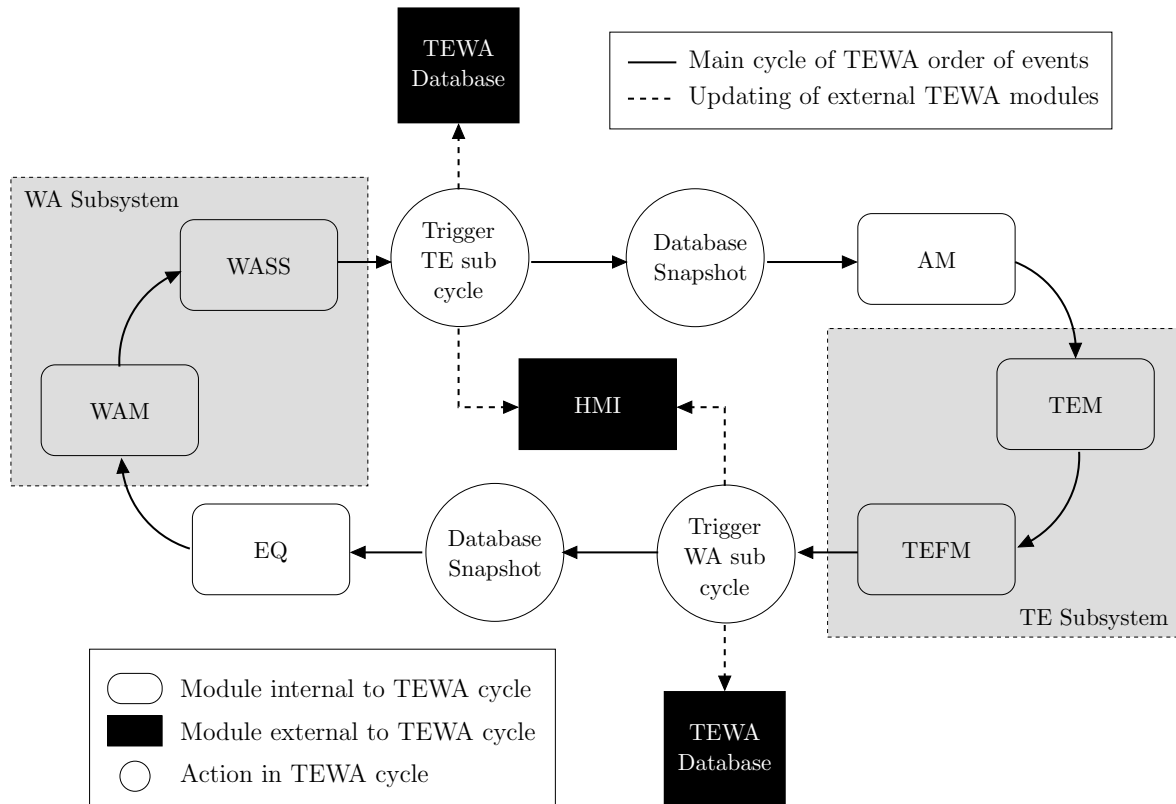 TEWA
Database
Main cycle of TEWA order of events
Updating of external TEWA modules
WA Subsystem
WASS
Trigger
TE sub
cycle
Database
Snapshot
AM
WAM
HMI
TEM
EQ
Database
Snapshot
Trigger
WA sub
cycle
TEFM
TE Subsystem
Module internal to TEWA cycle
Module external to TEWA cycle
Action in TEWA cycle
TEWA
Database